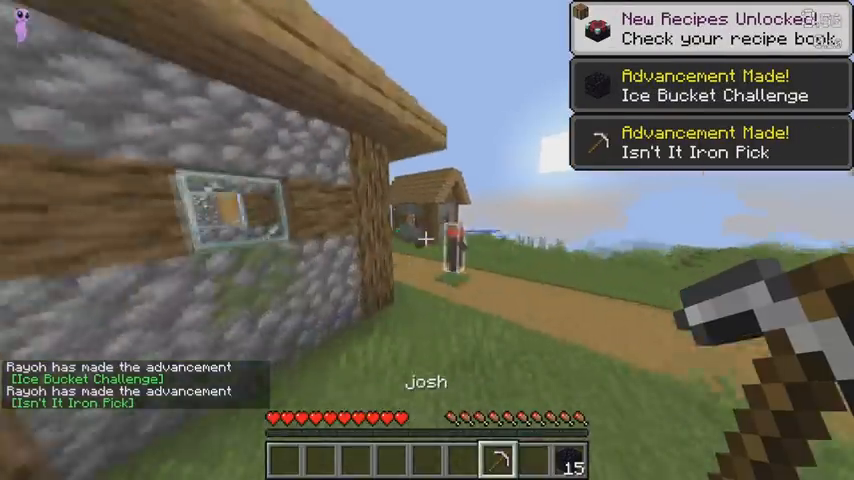 New Recipes Unlocked!
Check your recipe book
Advancement Made!
Ice Bucket Challenge
Advancement Made!
Isn't It Iron Pick
Rayoh has made the advancement
[Ice Bucket Challenge]
Rayoh has made the advancement
[Isn't It Iron Pick]
josh
15